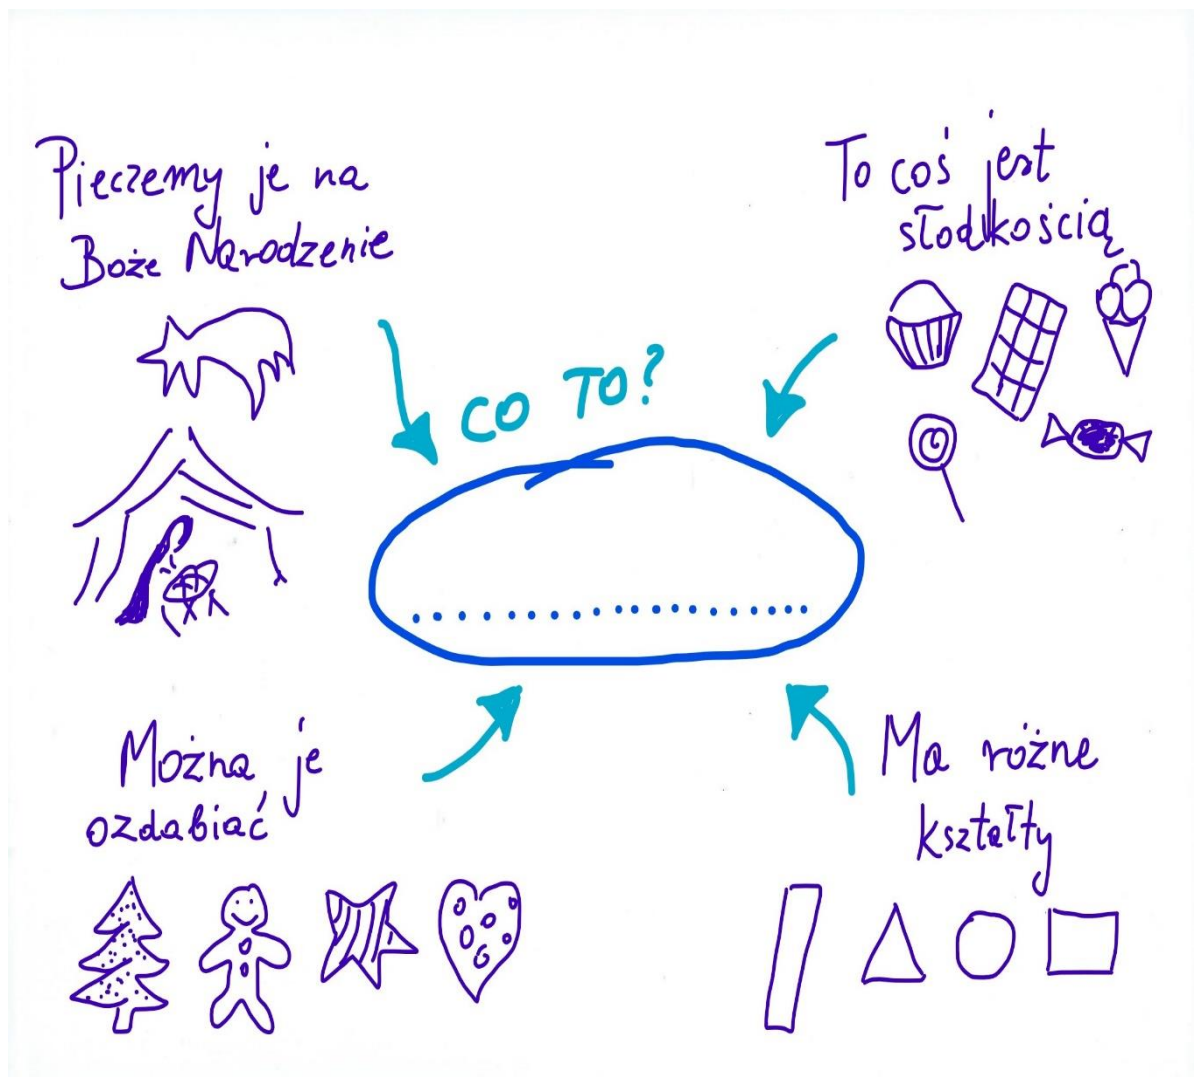 Pieczemy je na
Boże Narodzenie
To coś jest
słodkością
CO TO?
Można je
ozdabiać
Ma różne
kształty